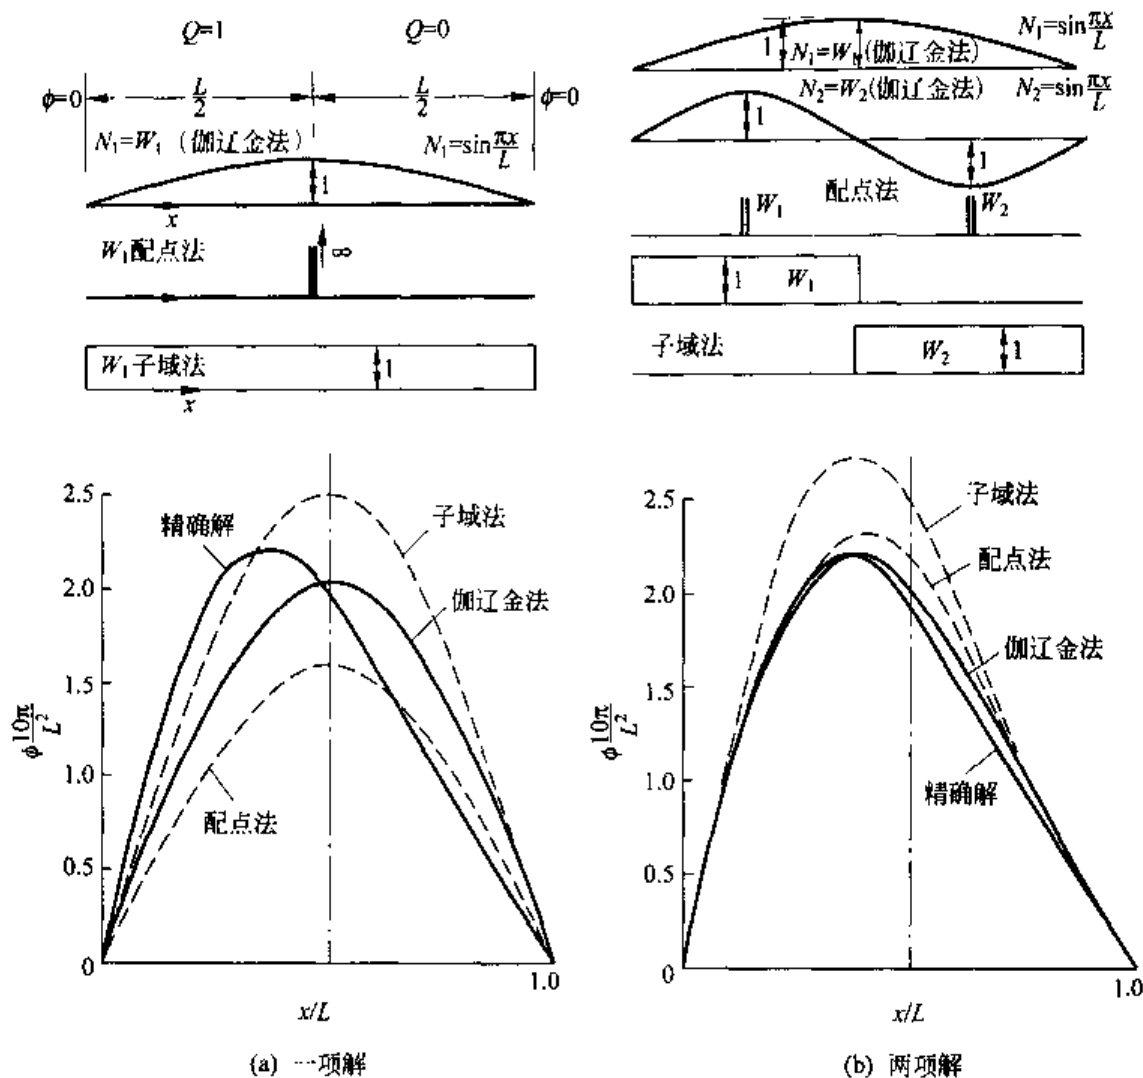 Q=1 Q=0
ϕ=0 L/2 L/2 ϕ=0
N₁=W₁ (伽辽金法) N₁=sin πx/L
1
x
W₁配点法 ∞
W₁子域法 1
x
N₁=sin πx/L
1 N₁=W₁(伽辽金法)
N₂=W₂(伽辽金法) N₂=sin πx/L
1
1
配点法
W₁ W₂
1 W₁
子域法 W₂ 1
2.5
精确解 子域法
2.0
伽辽金法
1.5
ϕ 10π/L²
1.0
配点法
0.5
0
1.0
x/L
(a) 一项解
2.5
子域法
配点法
2.0
伽辽金法
1.5
ϕ 10π/L²
1.0
精确解
0.5
0
1.0
x/L
(b) 两项解